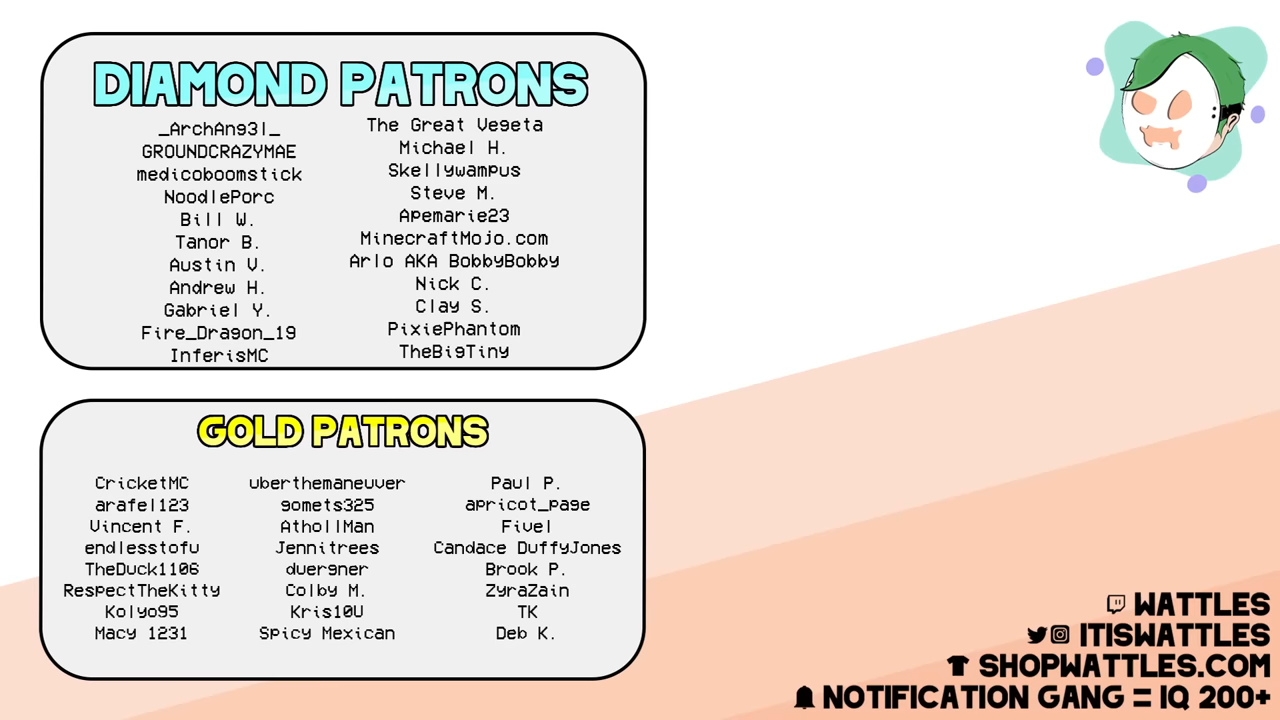 DIAMOND PATRONS
_ArchAng3l_
GROUNDCRAZYMAE
medicoboomstick
NoodlePorc
Bill W.
Tanor B.
Austin V.
Andrew H.
Gabriel Y.
Fire_Dragon_19
InferisMC
The Great Vegeta
Michael H.
Skellywampus
Steve M.
Apemarie23
MinecraftMojo.com
Arlo AKA BobbyBobby
Nick C.
Clay S.
PixiePhantom
TheBigTiny
GOLD PATRONS
CricketMC
arafel123
Vincent F.
endlesstofu
TheDuck1106
RespectTheKitty
Kolyo95
Macy 1231
uberthemaneuver
gomets325
AthollMan
Jennitrees
duergner
Colby M.
Kris10U
Spicy Mexican
Paul P.
apricot_page
Fivel
Candace DuffyJones
Brook P.
ZyraZain
TK
Deb K.
WATTLES
ITISWATTLES
SHOPWATTLES.COM
NOTIFICATION GANG = IQ 200+